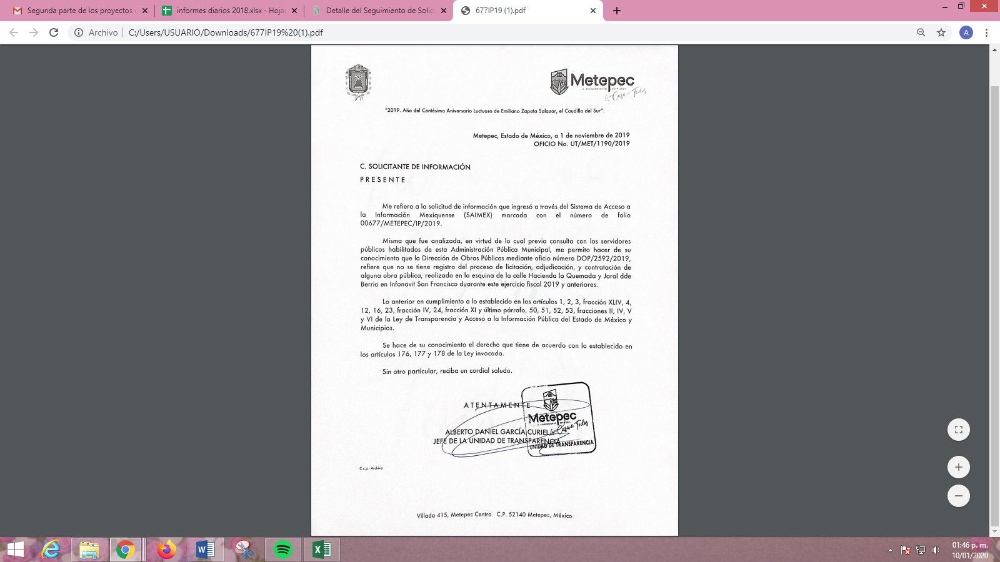 Segunda parte de los proyectos
informes diarios 2018.xlsx - Hoja
Detalle del Seguimiento de Solici
677IP19 (1).pdf
Archivo
C:/Users/USUARIO/Downloads/677IP19%20(1).pdf
A
Metepec
H. AYUNTAMIENTO 2019-2021
La Casa de Todos
"2019. Año del Centésimo Aniversario Luctuoso de Emiliano Zapata Salazar, el Caudillo del Sur".
Metepec, Estado de México, a 1 de noviembre de 2019
OFICIO No. UT/MET/1190/2019
C. SOLICITANTE DE INFORMACIÓN
P R E S E N T E
Me refiero a la solicitud de información que ingresó a través del Sistema de Acceso a
la Información Mexiquense (SAIMEX) marcada con el número de folio
00677/METEPEC/IP/2019.
Misma que fue analizada, en virtud de lo cual previa consulta con los servidores
públicos habilitados de esta Administración Pública Municipal, me permito hacer de su
conocimiento que la Dirección de Obras Públicas mediante oficio número DOP/2592/2019,
refiere que no se tiene registro del proceso de licitación, adjudicación, y contratación de
alguna obra pública, realizada en la esquina de la calle Hacienda la Quemada y Jaral dde
Berrio en Infonavit San Francisco duarante este ejercicio fiscal 2019 y anteriores.
Lo anterior en cumplimiento a lo establecido en los artículos 1, 2, 3, fracción XLIV, 4,
12, 16, 23, fracción IV, 24, fracción XI y último párrafo, 50, 51, 52, 53, fracciones II, IV, V
y VI de la Ley de Transparencia y Acceso a la Información Pública del Estado de México y
Municipios.
Se hace de su conocimiento el derecho que tiene de acuerdo con lo establecido en
los artículos 176, 177 y 178 de la Ley invocada.
Sin otro particular, reciba un cordial saludo.
A T E N T A M E N T E
Metepec
La Casa de Todos
ALBERTO DANIEL GARCÍA CURIEL
JEFE DE LA UNIDAD DE TRANSPARENCIA
UNIDAD DE TRANSPARENCIA
C.c.p.- Archivo
Villada 415, Metepec Centro. C.P. 52140 Metepec, México.
01:46 p. m.
10/01/2020